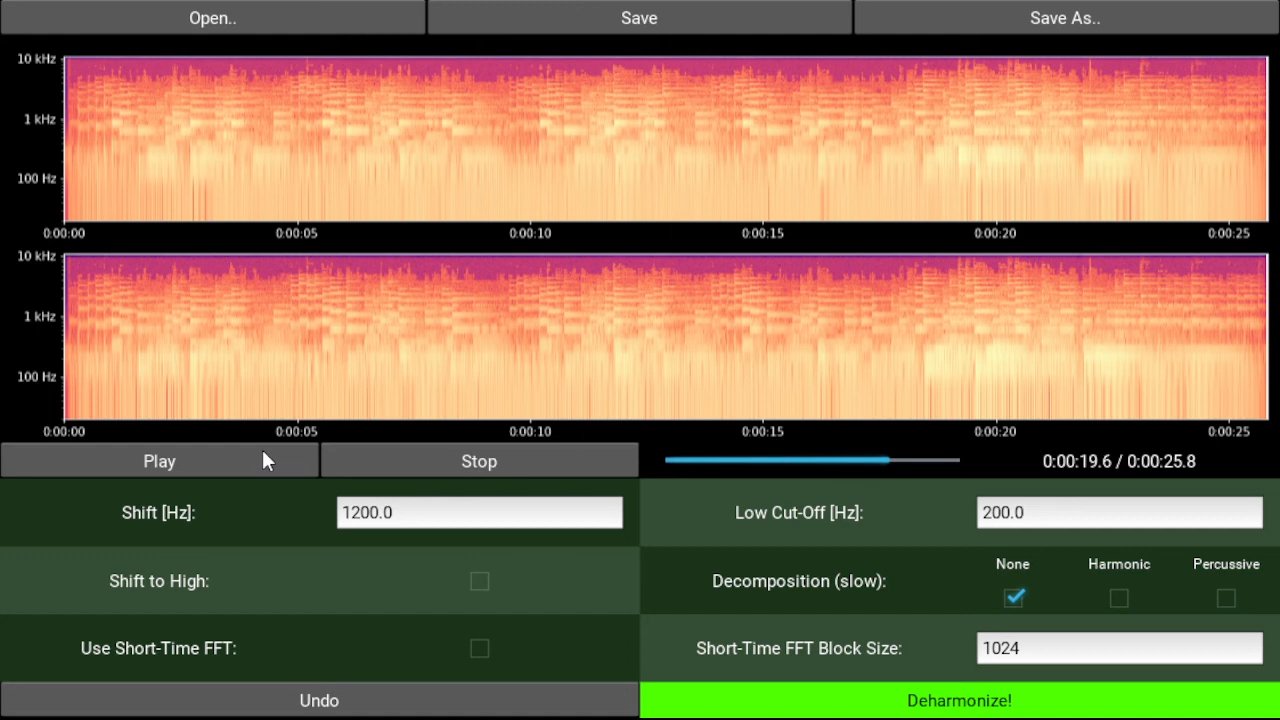 Open.. Save Save As..
10 kHz
1 kHz
100 Hz
0:00:00 0:00:05 0:00:10 0:00:15 0:00:20 0:00:25
10 kHz
1 kHz
100 Hz
0:00:00 0:00:05 0:00:10 0:00:15 0:00:20 0:00:25
Play Stop 0:00:19.6 / 0:00:25.8
Shift [Hz]: 1200.0 Low Cut-Off [Hz]: 200.0
None Harmonic Percussive
Shift to High: Decomposition (slow):
Use Short-Time FFT: Short-Time FFT Block Size: 1024
Undo Deharmonize!